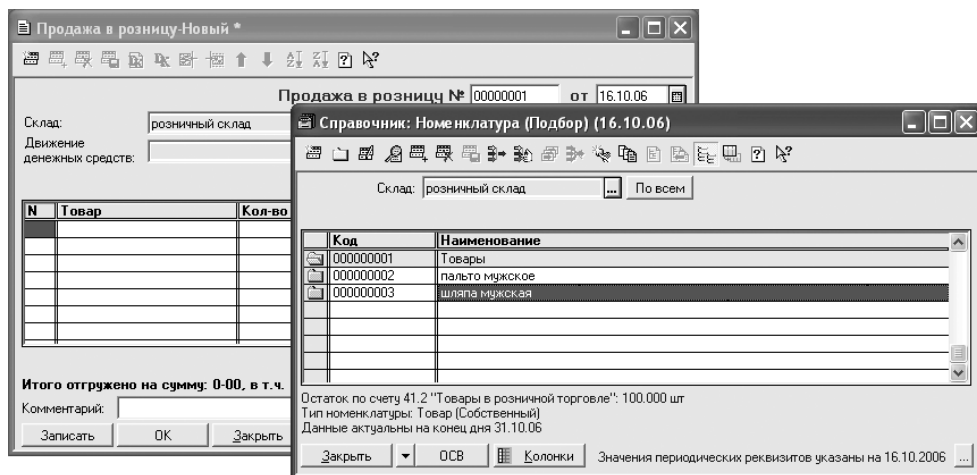 Продажа в розницу-Новый *
Продажа в розницу № 00000001 от 16.10.06
Склад: розничный склад
Движение
денежных средств:
N Товар Кол-во
Итого отгружено на сумму: 0-00, в т.ч.
Комментарий:
Записать OK Закрыть
Справочник: Номенклатура (Подбор) (16.10.06)
Склад: розничный склад ... По всем
Код Наименование
000000001 Товары
000000002 пальто мужское
000000003 шляпа мужская
Остаток по счету 41.2 "Товары в розничной торговле": 100.000 шт
Тип номенклатуры: Товар (Собственный)
Данные актуальны на конец дня 31.10.06
Закрыть ОСВ Колонки Значения периодических реквизитов указаны на 16.10.2006 ...